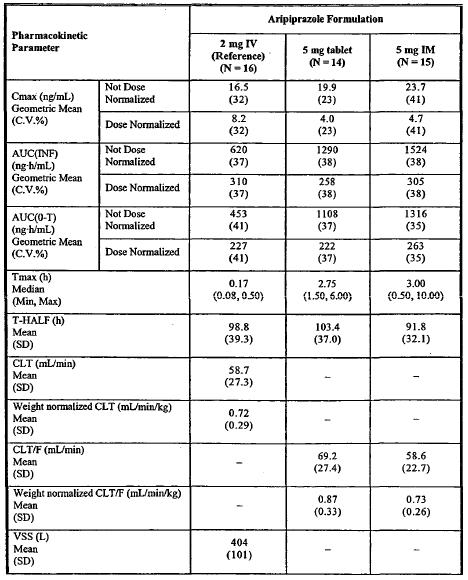 Pharmacokinetic
Parameter
Aripiprazole Formulation
2 mg IV
(Reference)
(N = 16)
5 mg tablet
(N = 14)
5 mg IM
(N = 15)
Cmax (ng/mL)
Geometric Mean
(C.V.%)
Not Dose
Normalized
16.5
(32)
19.9
(23)
23.7
(41)
Dose Normalized
8.2
(32)
4.0
(23)
4.7
(41)
AUC(INF)
(ng·h/mL)
Geometric Mean
(C.V.%)
Not Dose
Normalized
620
(37)
1290
(38)
1524
(38)
Dose Normalized
310
(37)
258
(38)
305
(38)
AUC(0-T)
(ng·h/mL)
Geometric Mean
(C.V.%)
Not Dose
Normalized
453
(41)
1108
(37)
1316
(35)
Dose Normalized
227
(41)
222
(37)
263
(35)
Tmax (h)
Median
(Min, Max)
0.17
(0.08, 0.50)
2.75
(1.50, 6.00)
3.00
(0.50, 10.00)
T-HALF (h)
Mean
(SD)
98.8
(39.3)
103.4
(37.0)
91.8
(32.1)
CLT (mL/min)
Mean
(SD)
58.7
(27.3)
–
–
Weight normalized CLT (mL/min/kg)
Mean
(SD)
0.72
(0.29)
–
–
CLT/F (mL/min)
Mean
(SD)
–
69.2
(27.4)
58.6
(22.7)
Weight normalized CLT/F (mL/min/kg)
Mean
(SD)
–
0.87
(0.33)
0.73
(0.26)
VSS (L)
Mean
(SD)
404
(101)
–
–